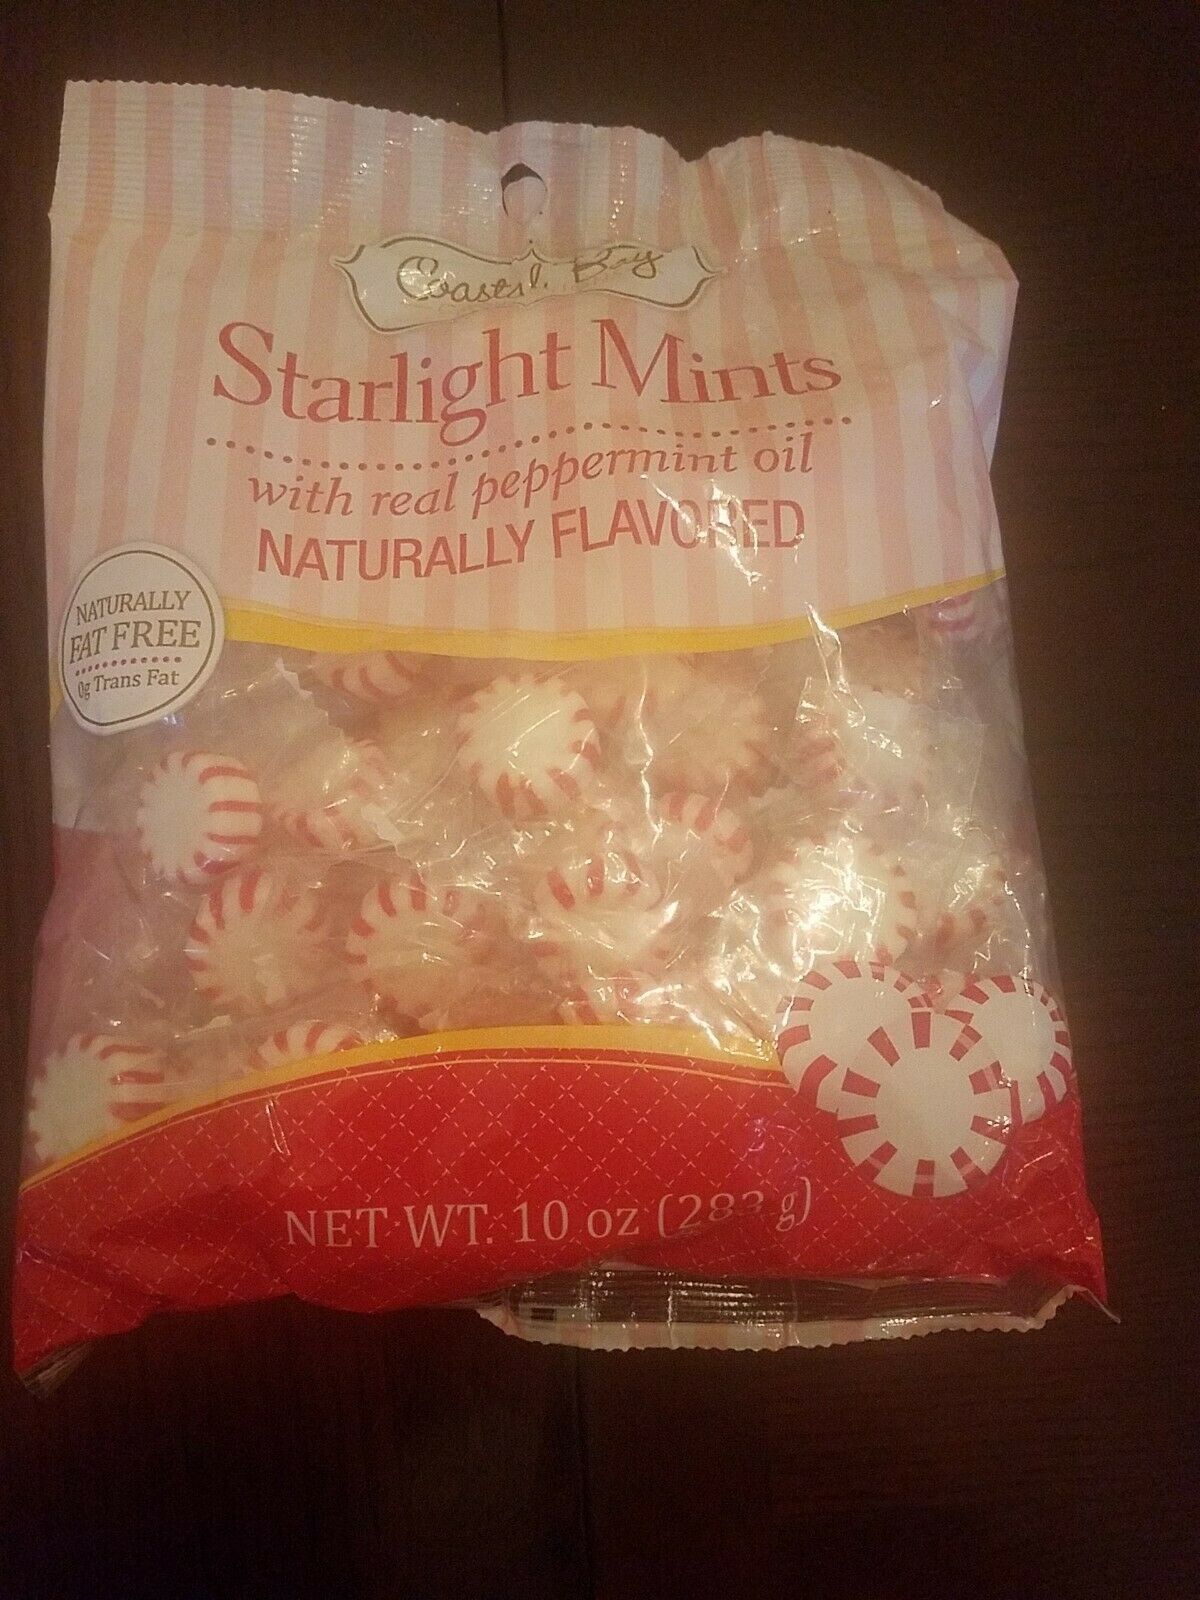 Coastal Bay
Starlight Mints
with real peppermint oil
NATURALLY FLAVORED
NATURALLY
FAT FREE
0g Trans Fat
NET WT. 10 oz (283 g)